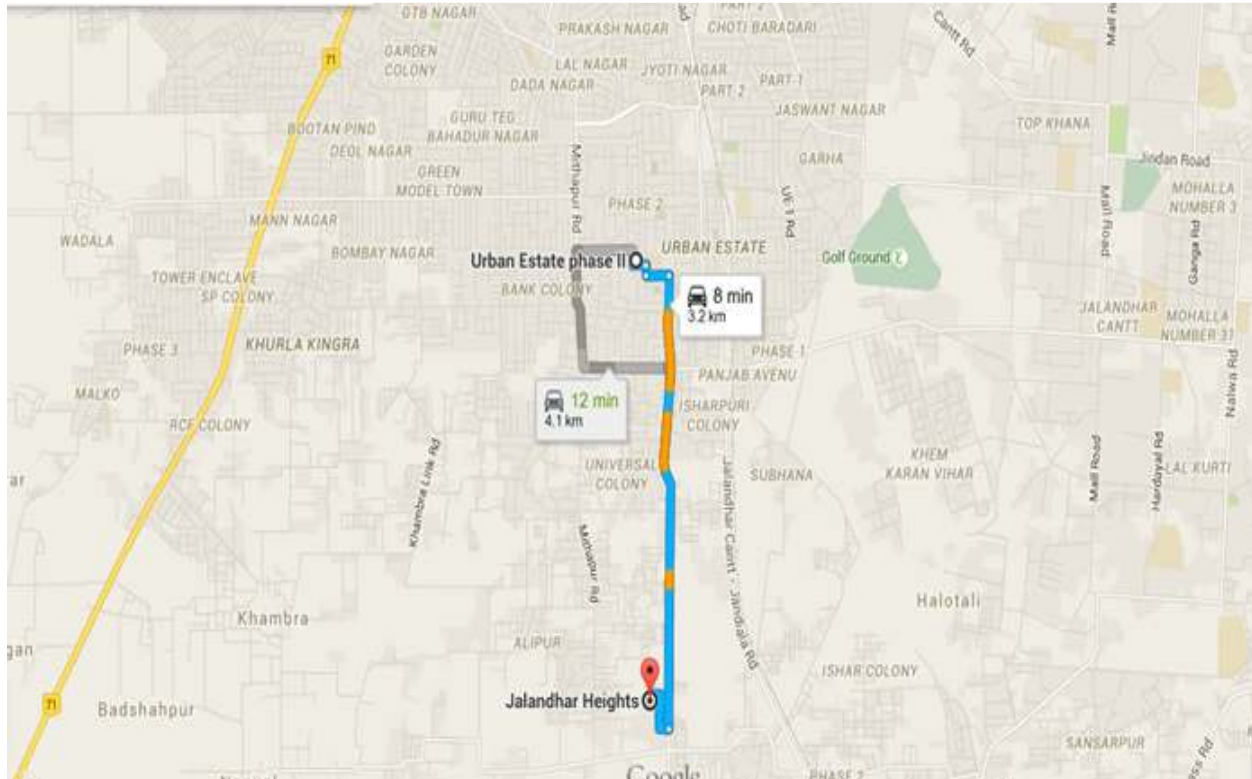 GTB NAGAR
PART 2
PRAKASH NAGAR
CHOTI BARADARI
Cantt Rd
Mall R
71
GARDEN
COLONY
LAL NAGAR
JYOTI NAGAR
PART 1
DADA NAGAR
PART 2
JASWANT NAGAR
GURU TEG
BAHADUR NAGAR
BOOTAN PIND
TOP KHANA
DEOL NAGAR
Mithapur Rd
GARHA
Jindan Road
GREEN
MODEL TOWN
UE 1 Rd
Mall Road
MOHALLA
NUMBER 3
PHASE 2
MANN NAGAR
Ganga Rd
WADALA
BOMBAY NAGAR
URBAN ESTATE
Urban Estate phase II
Golf Ground
TOWER ENCLAVE
SP COLONY
BANK COLONY
8 min
3.2 km
JALANDHAR
CANTT
MOHALLA
NUMBER 31
PHASE 3
KHURLA KINGRA
PHASE 1
PANJAB AVENU
Nalwa Rd
MALKO
12 min
4.1 km
ISHARPURI
COLONY
RCF COLONY
Khambra Link Rd
UNIVERSAL
COLONY
SUBHANA
KHEM
KARAN VIHAR
Mall Road
Hardayal Rd
LAL KURTI
ar
Mithapur Rd
Jalandhar Cantt - Jandiala Rd
Halotali
Khambra
ALIPUR
gan
ISHAR COLONY
71
Badshahpur
Jalandhar Heights
SANSARPUR
Google
PHASE 2
ss Rd